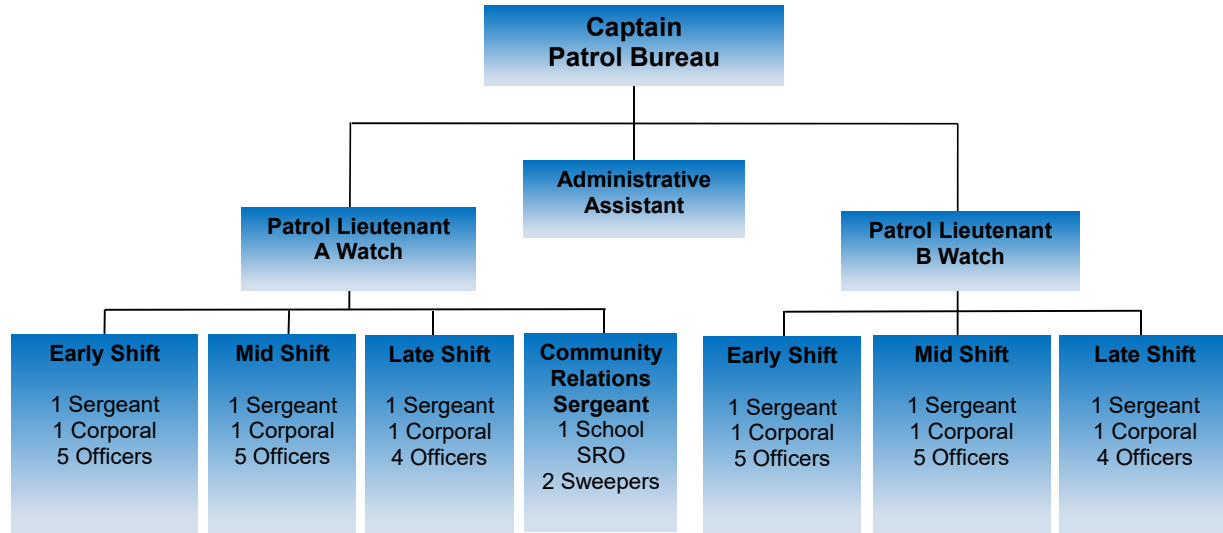 Captain
Patrol Bureau
Administrative
Assistant
Patrol Lieutenant
A Watch
Patrol Lieutenant
B Watch
Early Shift
1 Sergeant
1 Corporal
5 Officers
Mid Shift
1 Sergeant
1 Corporal
5 Officers
Late Shift
1 Sergeant
1 Corporal
4 Officers
Community
Relations
Sergeant
1 School
SRO
2 Sweepers
Early Shift
1 Sergeant
1 Corporal
5 Officers
Mid Shift
1 Sergeant
1 Corporal
5 Officers
Late Shift
1 Sergeant
1 Corporal
4 Officers